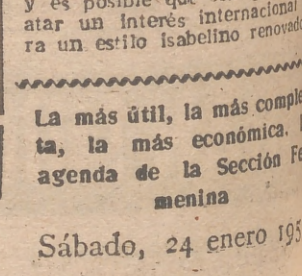 y es posible que
atar un interés internacional
ra un estilo isabelino renovado
La más útil, la más comple
ta, la más económica.
agenda de la Sección Fe
menina
Sábado, 24 enero 195